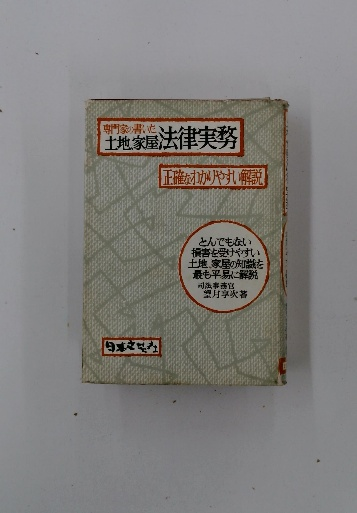 専門家の書いた
土地、家屋法律実務
正確なわかりやすい解説
とんでもない
損害を受けやすい
土地、家屋の知識を
最も平易に解説
司法事務官
望月享次著
日本文芸社